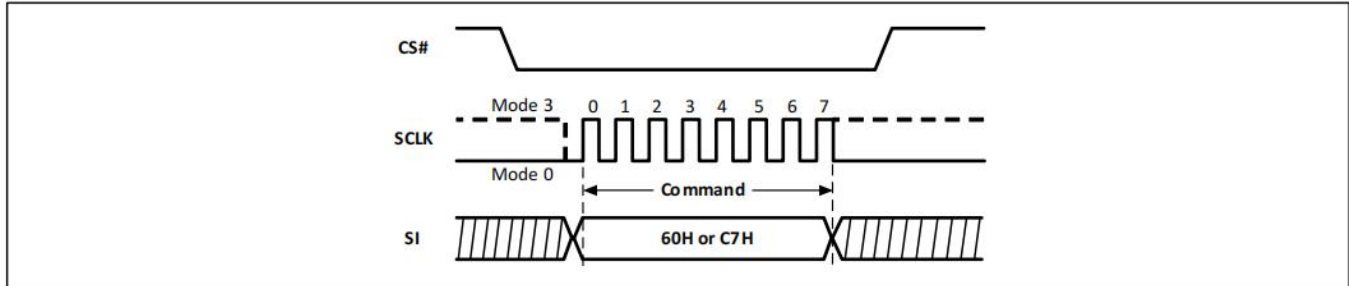 CS#
Mode 3 0 1 2 3 4 5 6 7
SCLK
Mode 0
Command
SI 60H or C7H